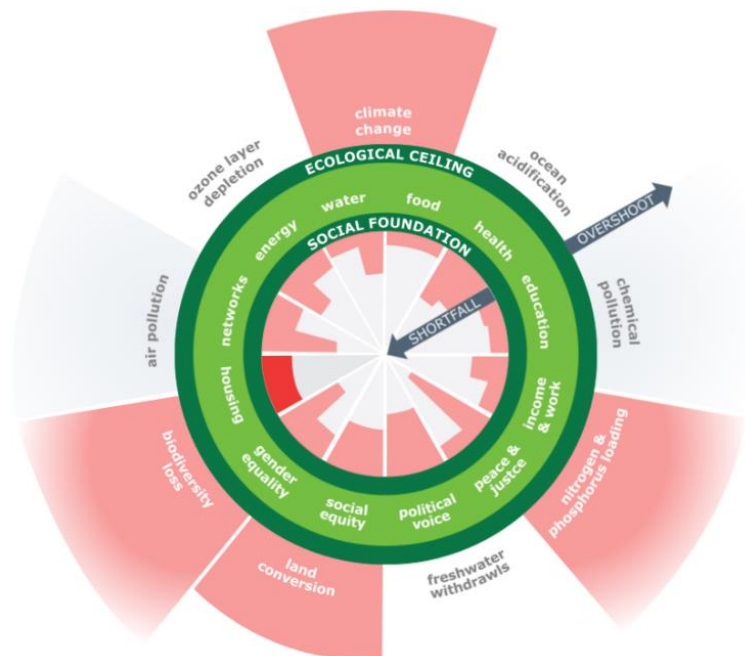 climate
change
ozone layer
depletion
ocean
acidification
ECOLOGICAL CEILING
OVERSHOOT
water
food
energy
health
SOCIAL FOUNDATION
networks
education
SHORTFALL
air pollution
chemical
pollution
housing
income
& work
gender
equality
peace &
justce
social
equity
political
voice
biodiversity
loss
nitrogen &
phosphorus loading
land
conversion
freshwater
withdrawls